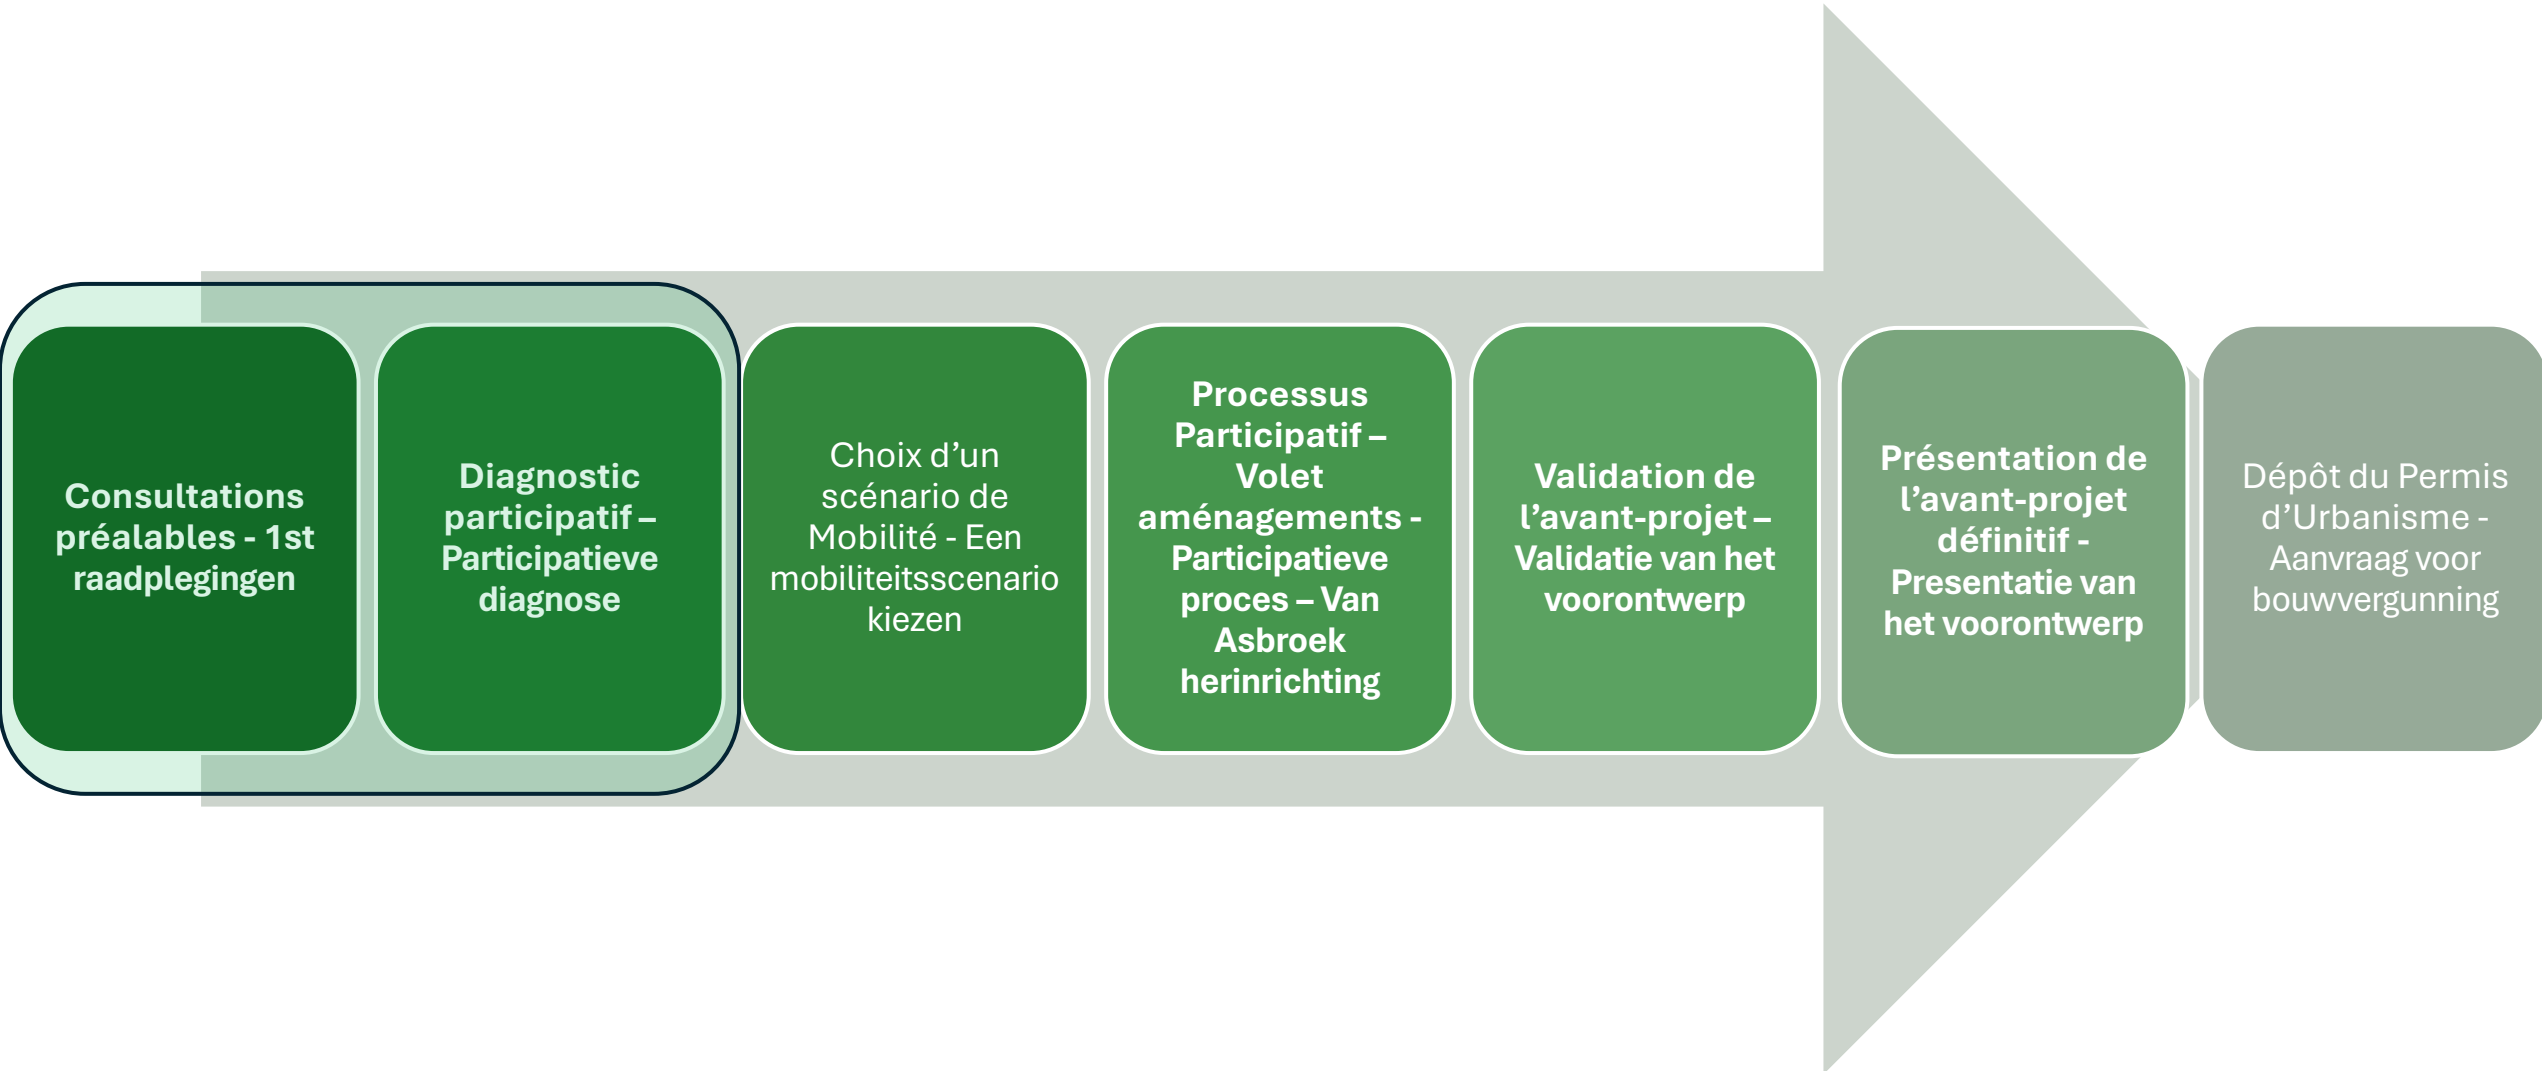 Consultations
préalables - 1st
raadplegingen
Diagnostic
participatif –
Participatieve
diagnose
Choix d’un
scénario de
Mobilité - Een
mobiliteitsscenario
kiezen
Processus
Participatif –
Volet
aménagements -
Participatieve
proces – Van
Asbroek
herinrichting
Validation de
l’avant-projet –
Validatie van het
voorontwerp
Présentation de
l’avant-projet
définitif -
Presentatie van
het voorontwerp
Dépôt du Permis
d’Urbanisme -
Aanvraag voor
bouwvergunning